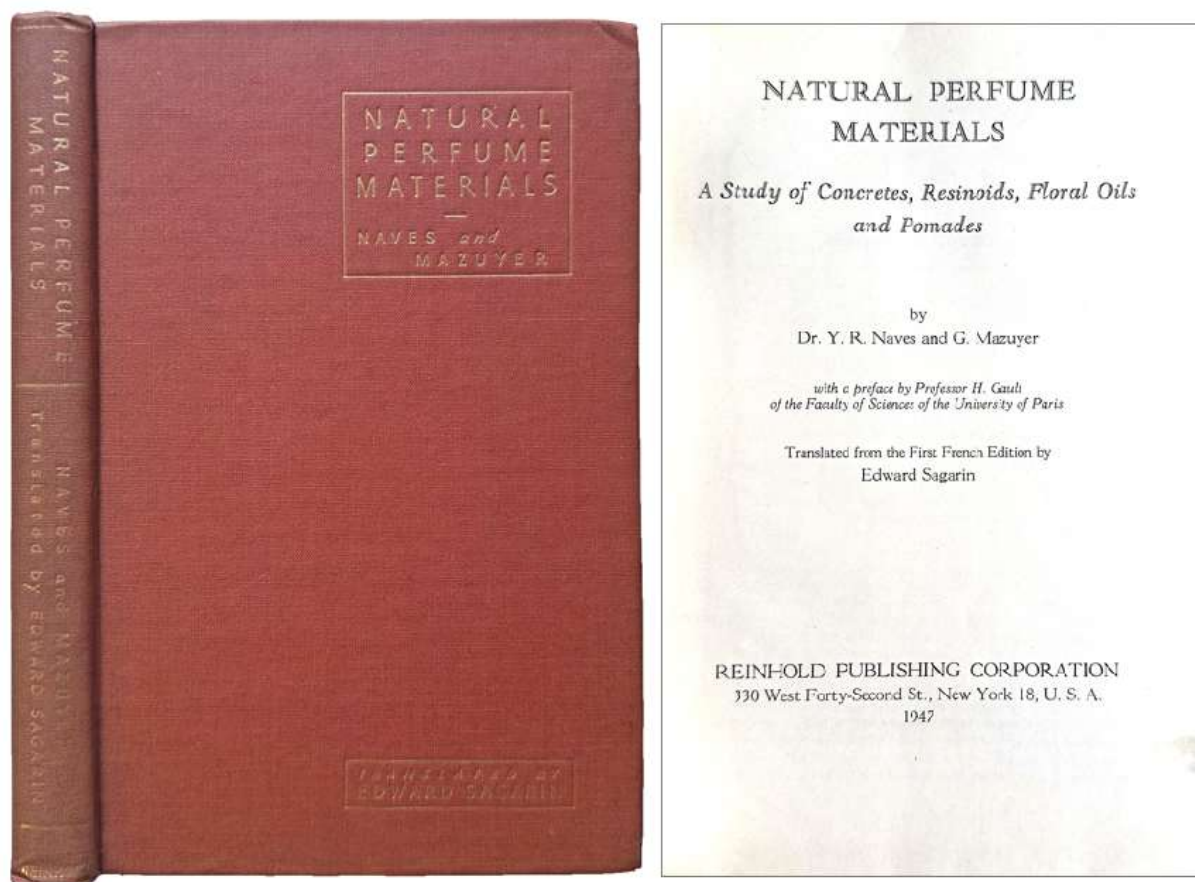 NATURAL PERFUME
MATERIALS
NAVES and MAZUY
Translated by EDWARD SAGARIN
REINH
NATURAL
PERFUME
MATERIALS
NAVES and
MAZUYER
TRANSLATED BY
EDWARD SAGARIN
NATURAL PERFUME
MATERIALS
A Study of Concretes, Resinoids, Floral Oils
and Pomades
by
Dr. Y. R. Naves and G. Mazuyer
with a preface by Professor H. Gault
of the Faculty of Sciences of the University of Paris
Translated from the First French Edition by
Edward Sagarin
REINHOLD PUBLISHING CORPORATION
330 West Forty-Second St., New York 18, U. S. A.
1947